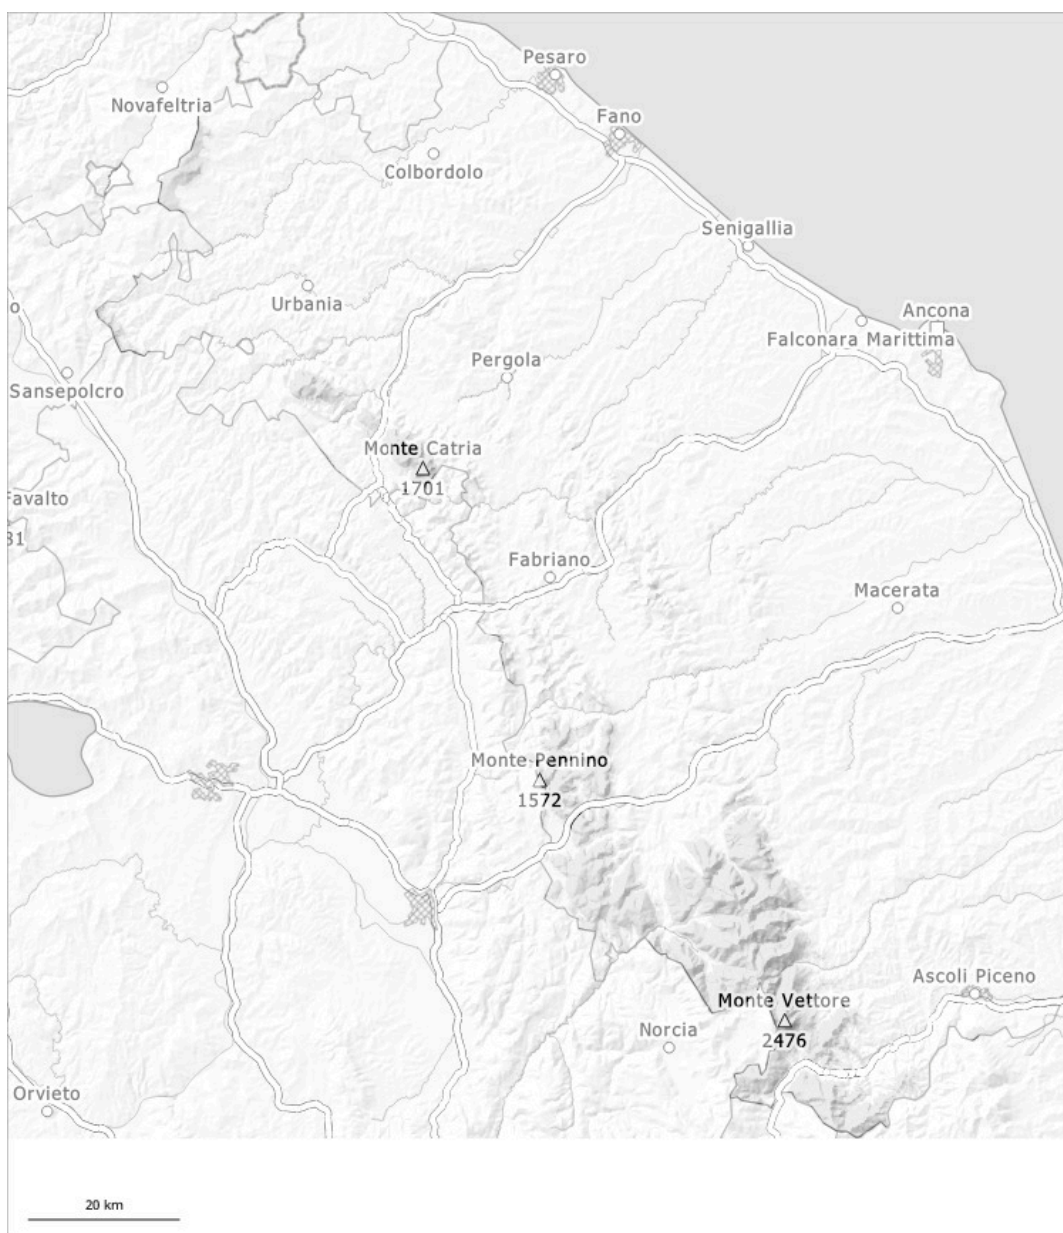 Pesaro
Novafeltria
Fano
Colbordolo
Senigallia
Urbania
o
Ancona
Falconara Marittima
Pergola
Sansepolcro
Monte Catria
1701
Favalto
31
Fabriano
Macerata
Monte Pennino
1572
Ascoli Piceno
Monte Vettore
Norcia
2476
Orvieto
20 km